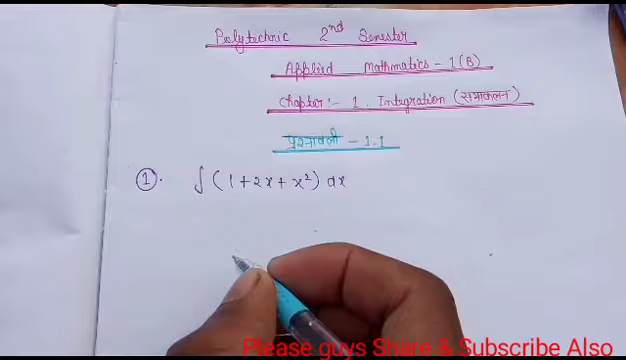 Polytechnic 2nd Semester
Applied Mathematics - 1 (B)
Chapter :- 1. Integration (समाकलन)
प्रश्नावली - 1.1
①. ∫ (1+2x+x²) dx
Please guys Share & Subscribe Also